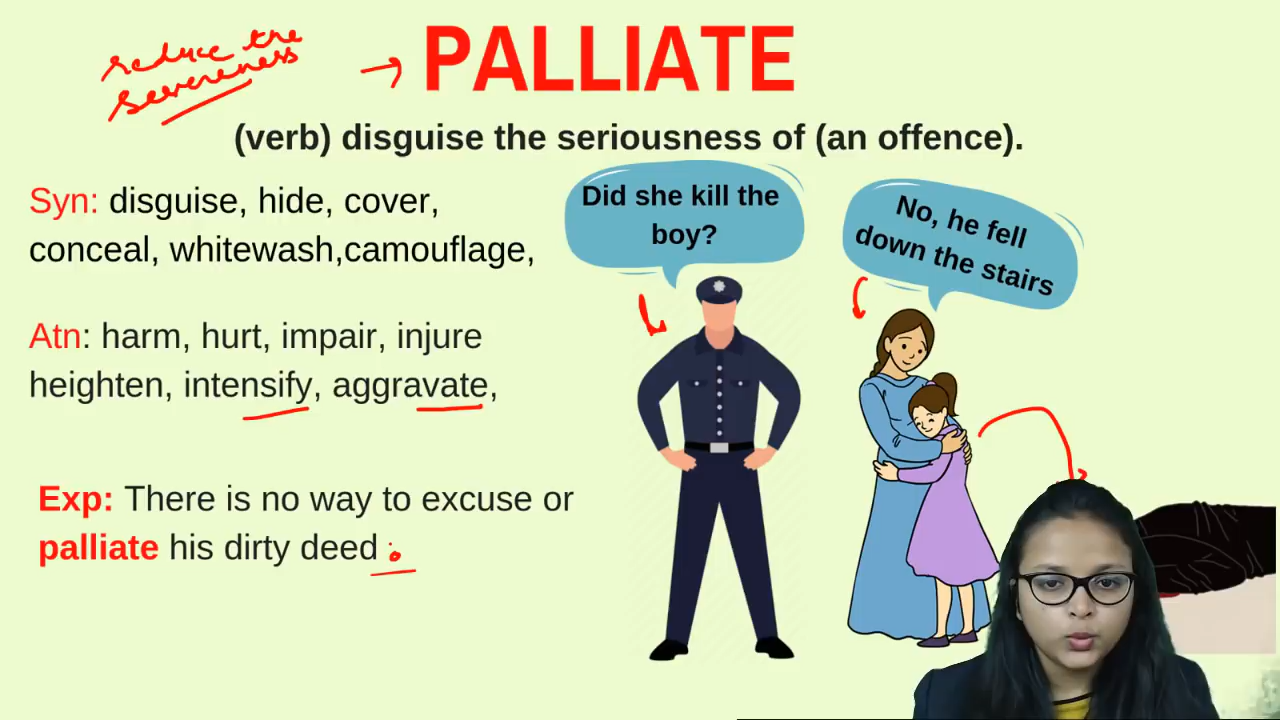 reduce the
severeness
PALLIATE
(verb) disguise the seriousness of (an offence).
Syn: disguise, hide, cover,
conceal, whitewash,camouflage,
Did she kill the
boy?
No, he fell
down the stairs
Atn: harm, hurt, impair, injure
heighten, intensify, aggravate,
Exp: There is no way to excuse or
palliate his dirty deed .